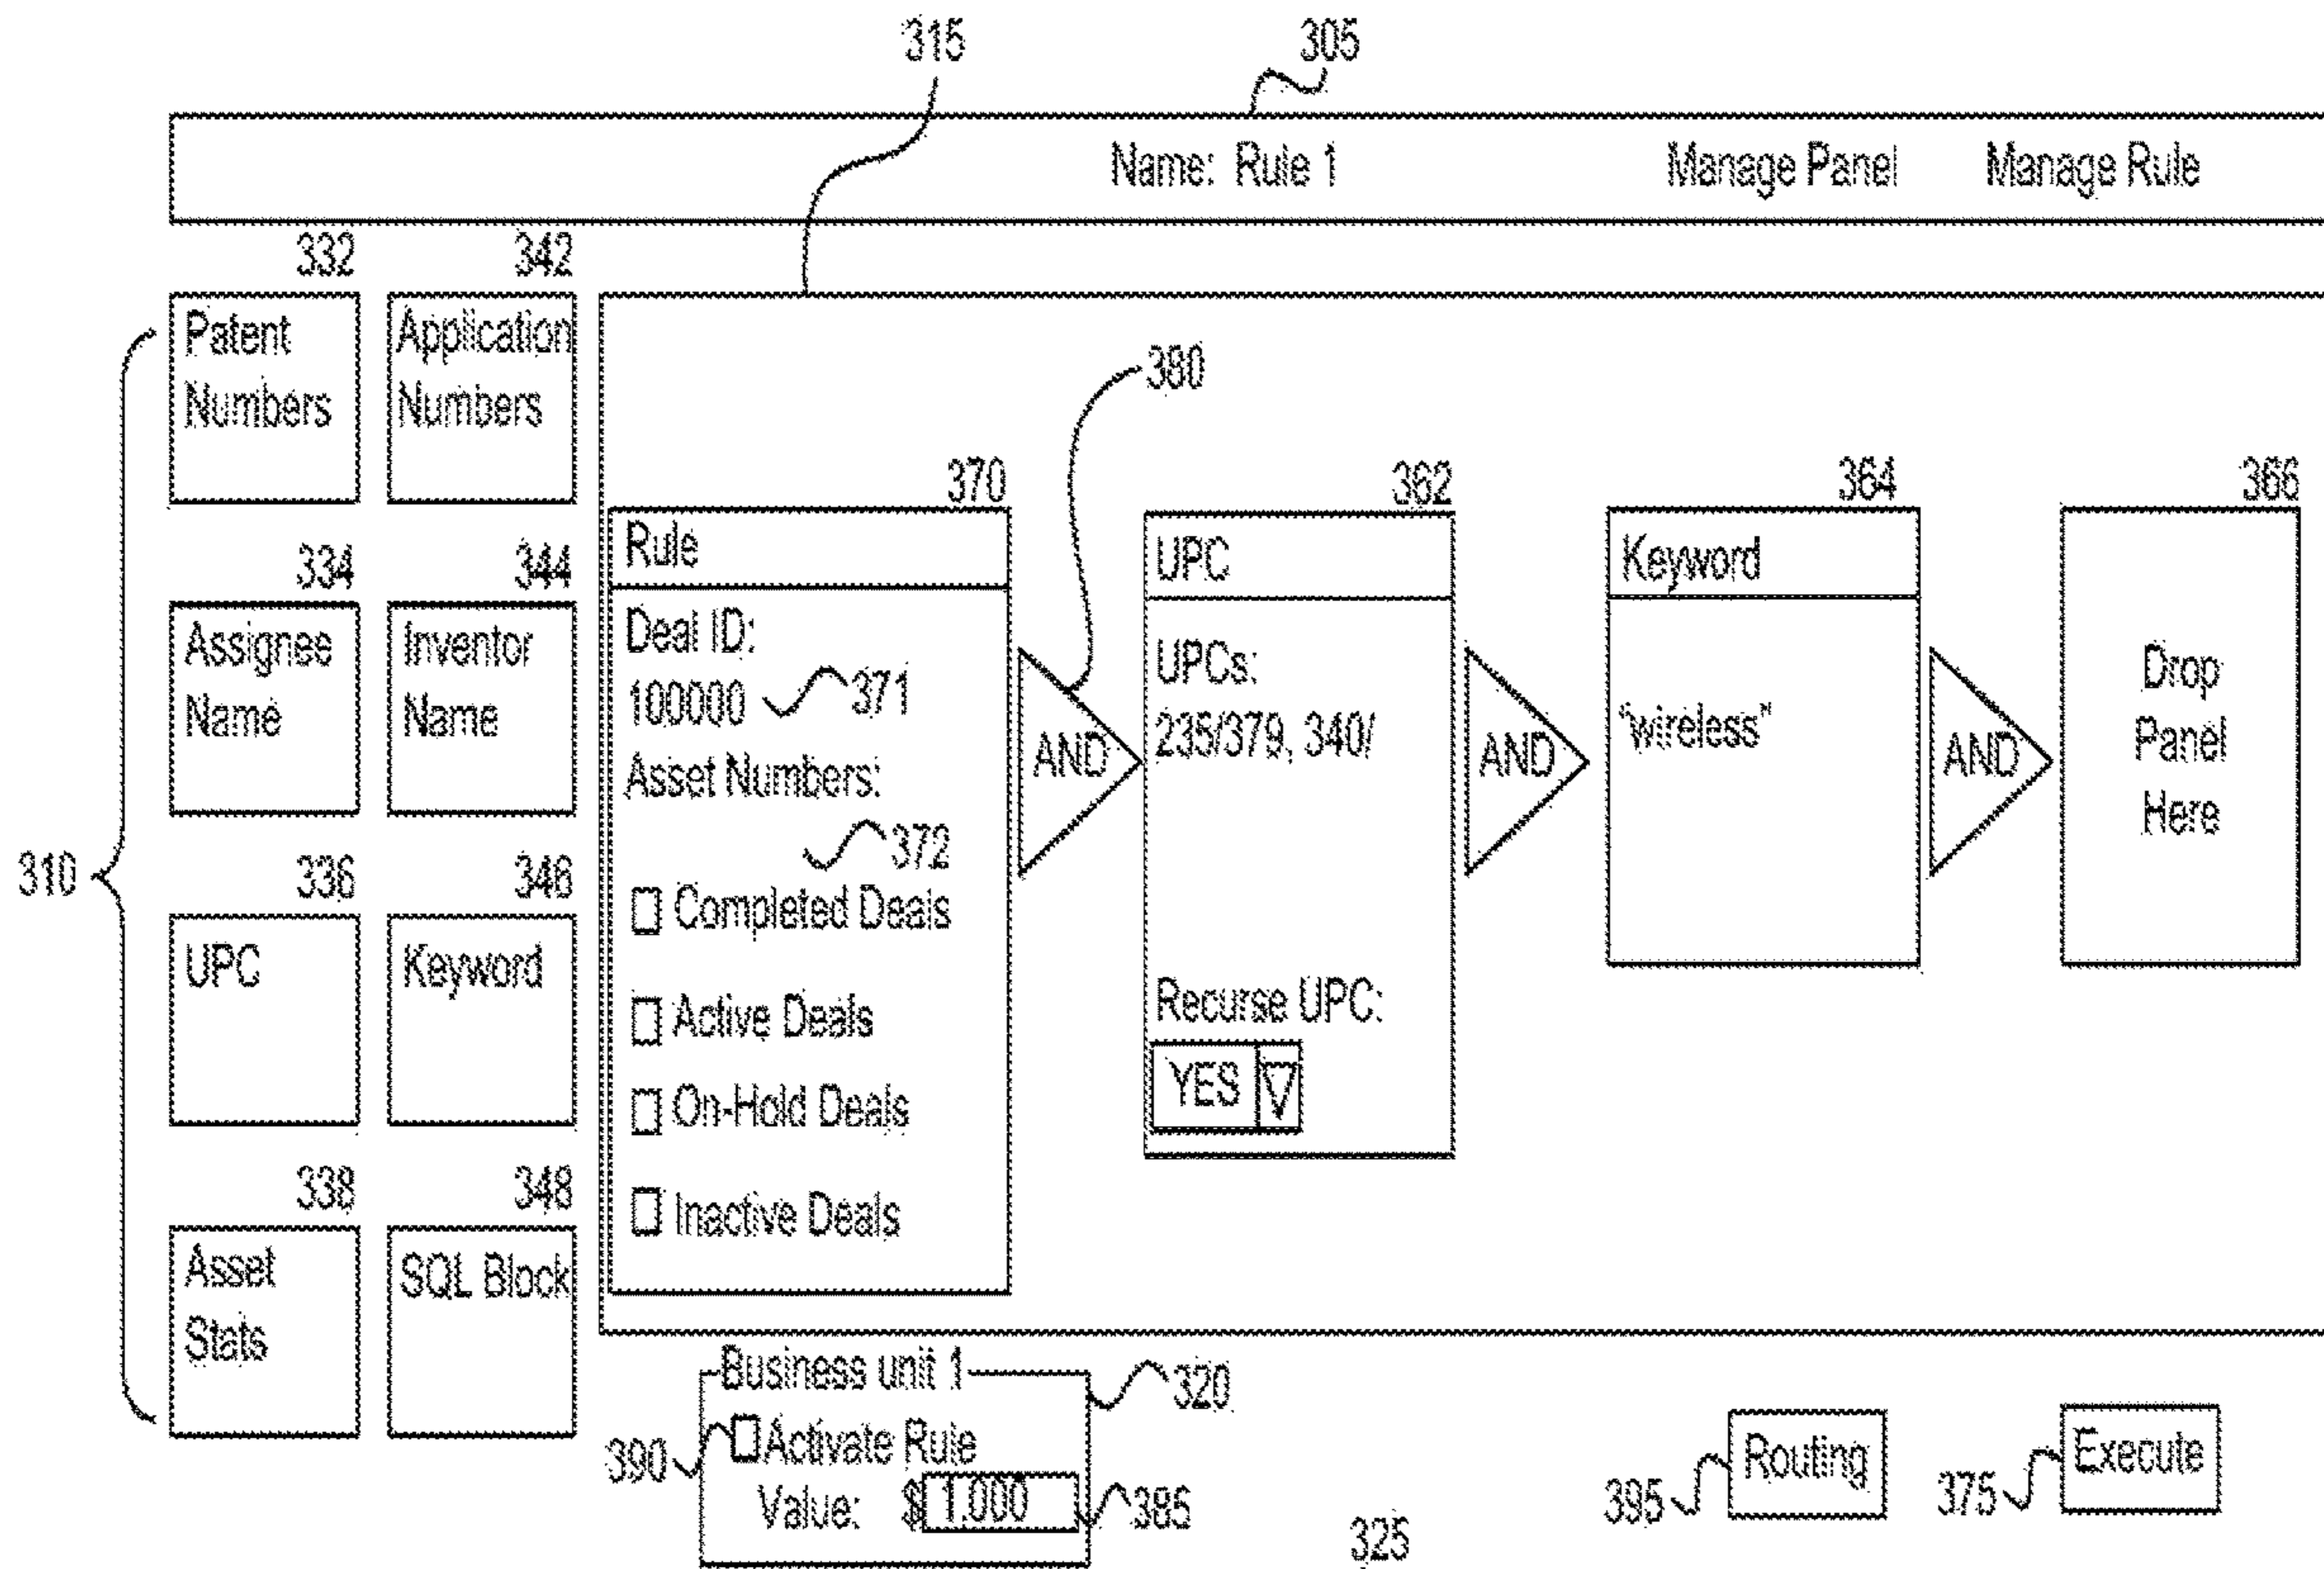 315
305
Name: Rule 1
Manage Panel
Manage Rule
332
342
Patent
Numbers
Application
Numbers
380
370
362
364
366
334
344
Rule
UPC
Keyword
Assignee
Name
Inventor
Name
Deal ID:
100000
371
Asset Numbers:
372
AND
UPCs:
235/379, 340/
AND
"wireless"
AND
Drop
Panel
Here
310
336
346
UPC
Keyword
Completed Deals
Active Deals
On-Hold Deals
Inactive Deals
Recurse UPC:
YES
338
348
Asset
Stats
SQL Block
Business unit 1
320
390
Activate Rule
Value: $ 1.000
385
325
395
Routing
375
Execute